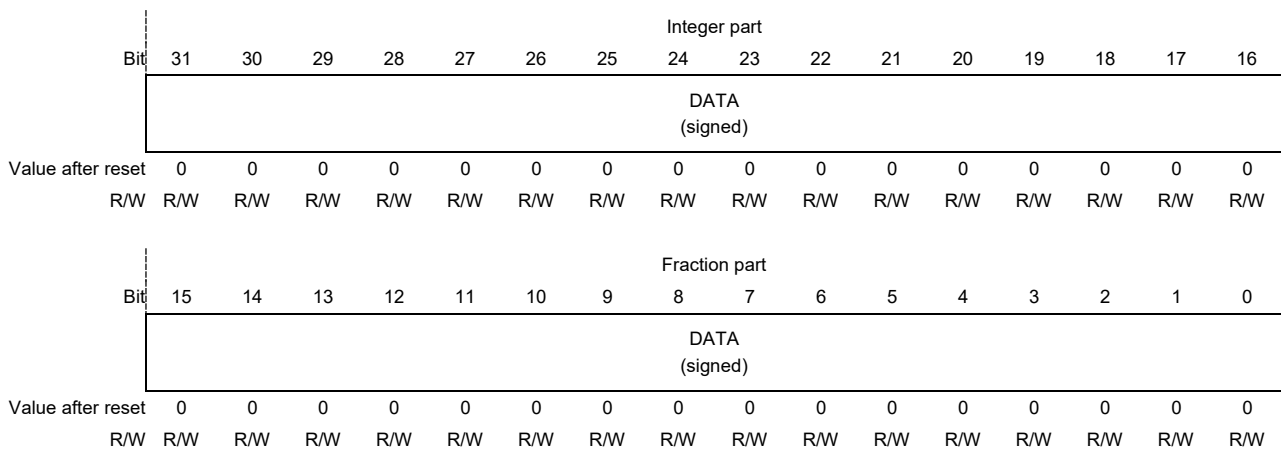 Integer part
Bit 31 30 29 28 27 26 25 24 23 22 21 20 19 18 17 16
DATA
(signed)
Value after reset 0 0 0 0 0 0 0 0 0 0 0 0 0 0 0 0
R/W R/W R/W R/W R/W R/W R/W R/W R/W R/W R/W R/W R/W R/W R/W R/W R/W
Fraction part
Bit 15 14 13 12 11 10 9 8 7 6 5 4 3 2 1 0
DATA
(signed)
Value after reset 0 0 0 0 0 0 0 0 0 0 0 0 0 0 0 0
R/W R/W R/W R/W R/W R/W R/W R/W R/W R/W R/W R/W R/W R/W R/W R/W R/W